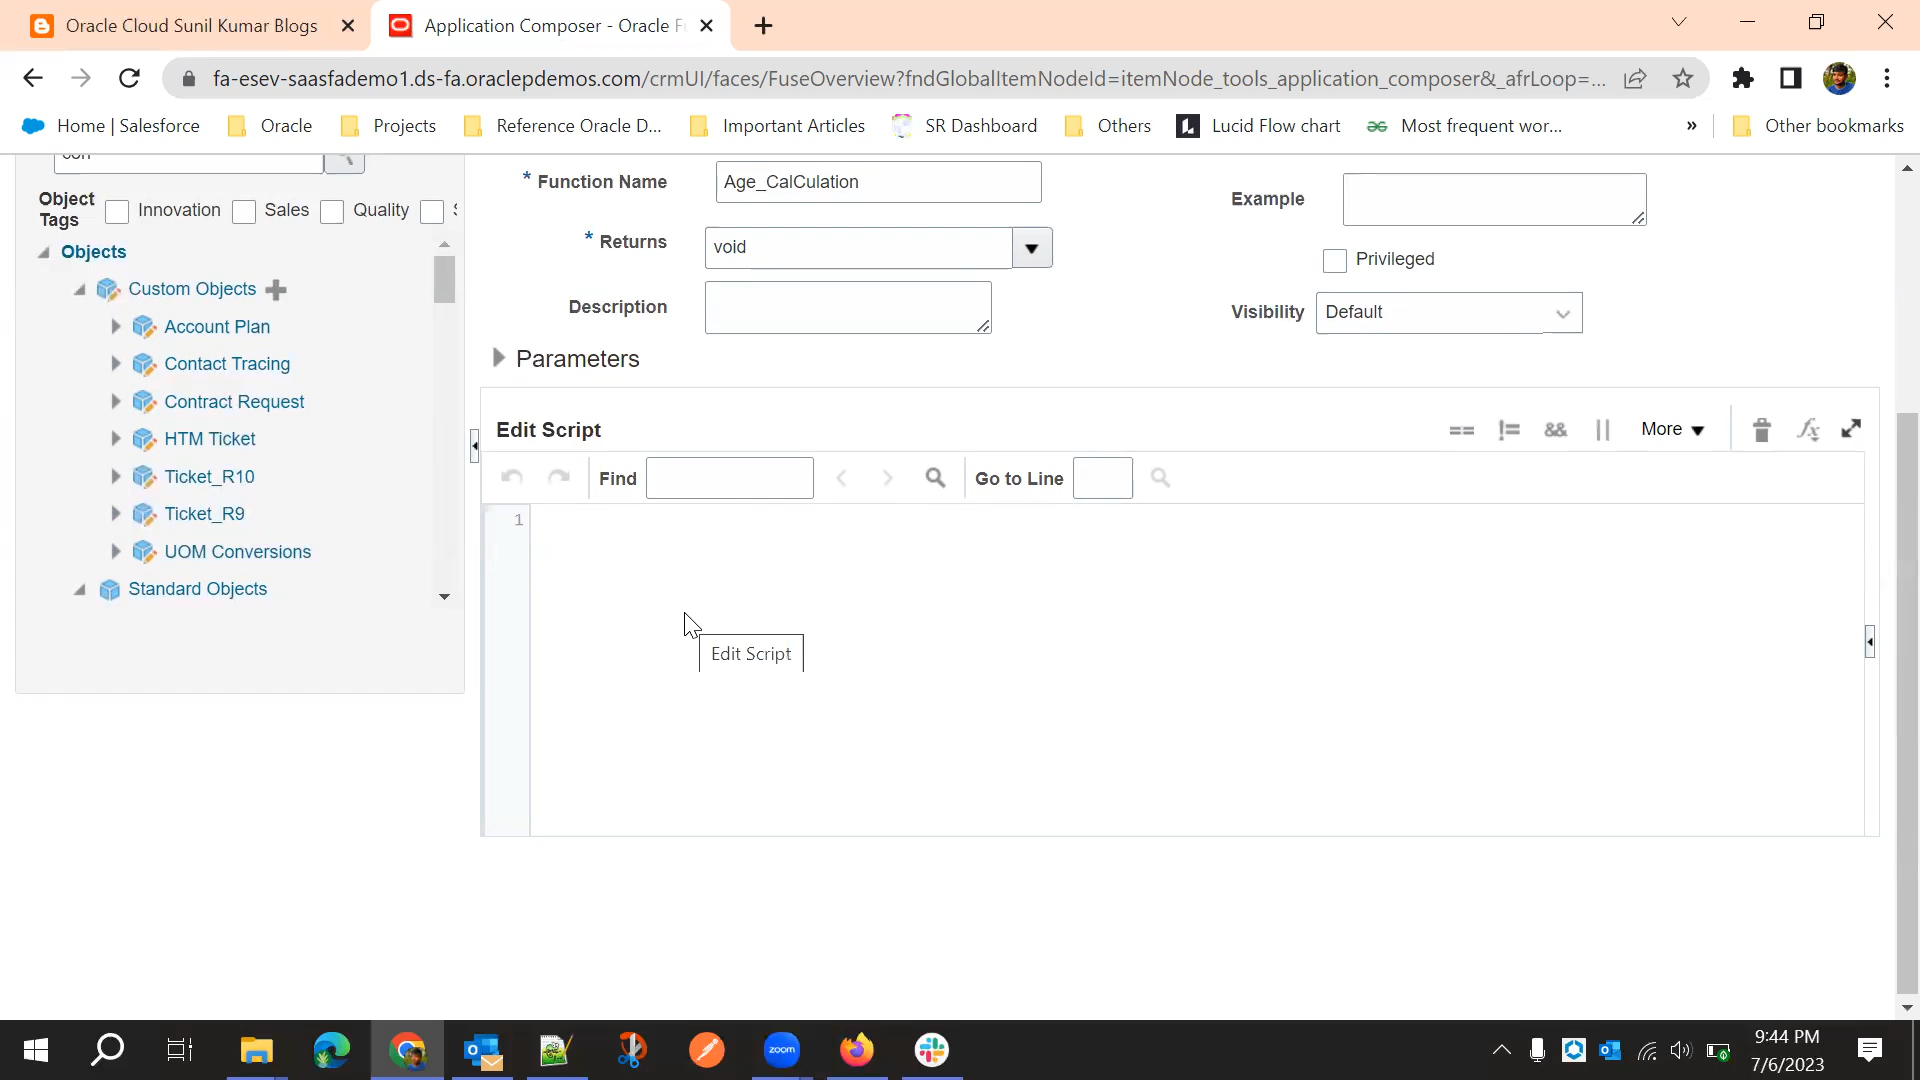 Oracle Cloud Sunil Kumar Blogs
Application Composer - Oracle F
fa-esev-saasfademo1.ds-fa.oraclepdemos.com/crmUI/faces/FuseOverview?fndGlobalItemNodeId=itemNode_tools_application_composer&_afrLoop=...
Home | Salesforce
Oracle
Projects
Reference Oracle D...
Important Articles
SR Dashboard
Others
Lucid Flow chart
Most frequent wor...
»
Other bookmarks
Object Tags
Innovation
Sales
Quality
Objects
Custom Objects
Account Plan
Contact Tracing
Contract Request
HTM Ticket
Ticket_R10
Ticket_R9
UOM Conversions
Standard Objects
* Function Name
Age_CalCulation
* Returns
void
Description
Example
Privileged
Visibility
Default
Parameters
Edit Script
==
!=
&&
||
More
Find
Go to Line
1
Edit Script
zoom
9:44 PM
7/6/2023